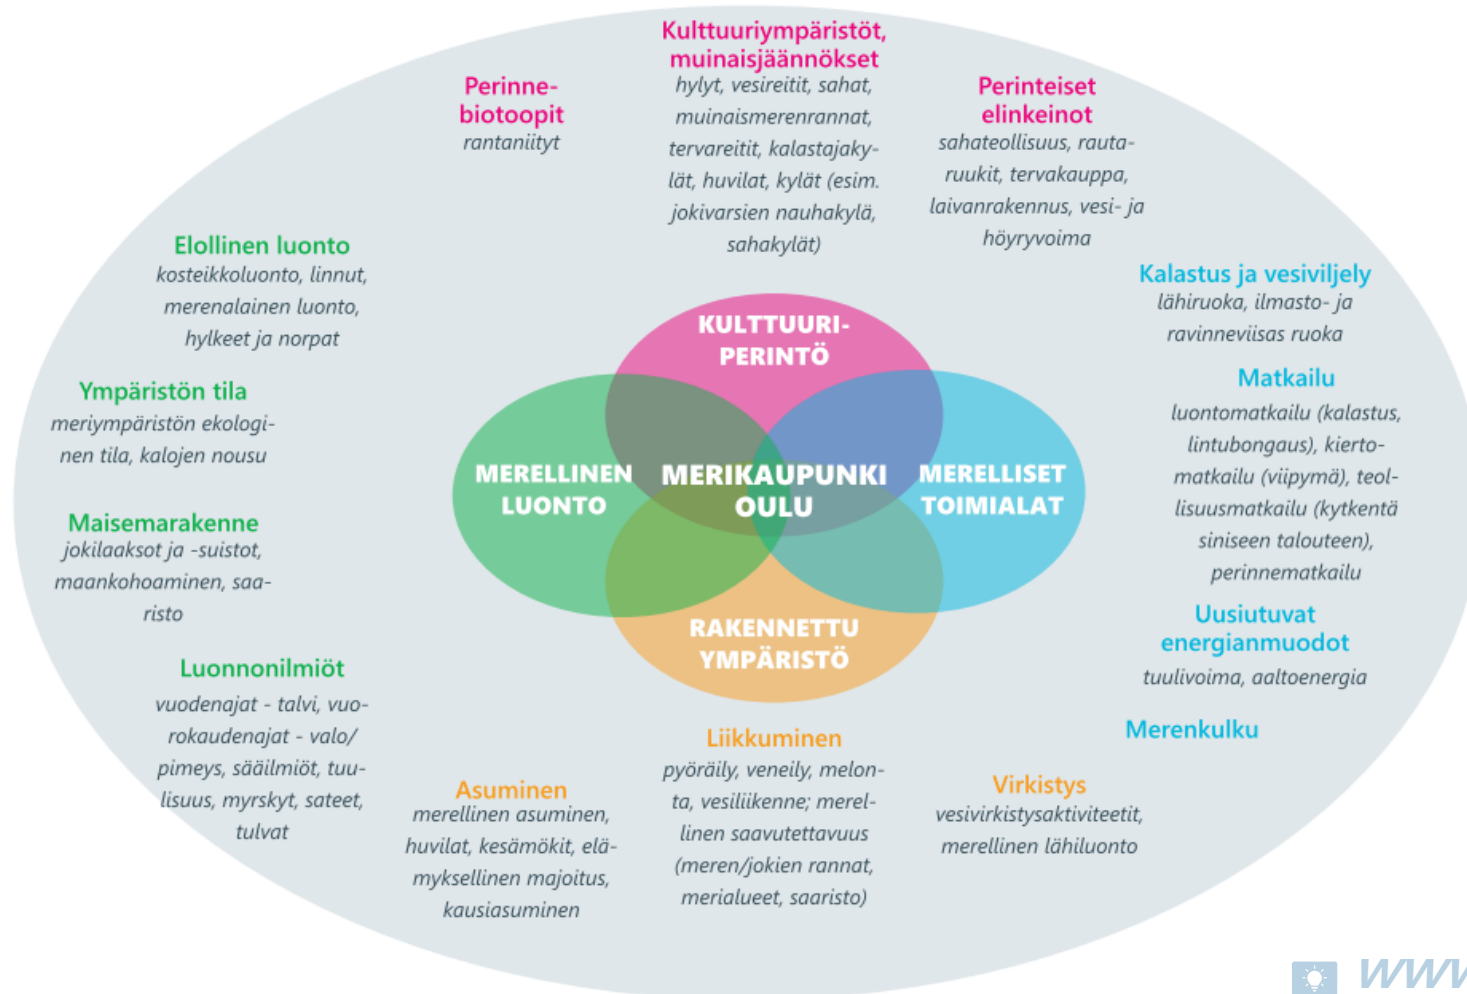 Kulttuuriympäristöt,
muinaisjäännökset
hylyt, vesireitit, sahat,
muinaismerenrannat,
tervareitit, kalastajaky-
lät, huvilat, kylät (esim.
jokivarsien nauhakylä,
sahakylät)
Perinne-
biotoopit
rantaniityt
Perinteiset
elinkeinot
sahateollisuus, rauta-
ruukit, tervakauppa,
laivanrakennus, vesi- ja
höyryvoima
Elollinen luonto
kosteikkoluonto, linnut,
merenalainen luonto,
hylkeet ja norpat
Kalastus ja vesiviljely
lähiruoka, ilmasto- ja
ravinneviisas ruoka
Ympäristön tila
meriympäristön ekologi-
nen tila, kalojen nousu
Matkailu
luontomatkailu (kalastus,
lintubongaus), kierto-
matkailu (viipymä), teol-
lisuusmatkailu (kytkentä
siniseen talouteen),
perinnematkailu
KULTTUURI-
PERINTÖ
MERELLINEN
LUONTO
MERIKAUPUNKI
OULU
MERELLISET
TOIMIALAT
RAKENNETTU
YMPÄRISTÖ
Maisemarakenne
jokilaaksot ja -suistot,
maankohoaminen, saa-
risto
Uusiutuvat
energianmuodot
tuulivoima, aaltoenergia
Luonnonilmiöt
vuodenajat - talvi, vuo-
rokaudenajat - valo/
pimeys, sääilmiöt, tuu-
lisuus, myrskyt, sateet,
tulvat
Merenkulku
Asuminen
merellinen asuminen,
huvilat, kesämökit, elä-
myksellinen majoitus,
kausiasuminen
Liikkuminen
pyöräily, veneily, melon-
ta, vesiliikenne; merel-
linen saavutettavuus
(meren/jokien rannat,
merialueet, saaristo)
Virkistys
vesivirkistysaktiviteetit,
merellinen lähiluonto